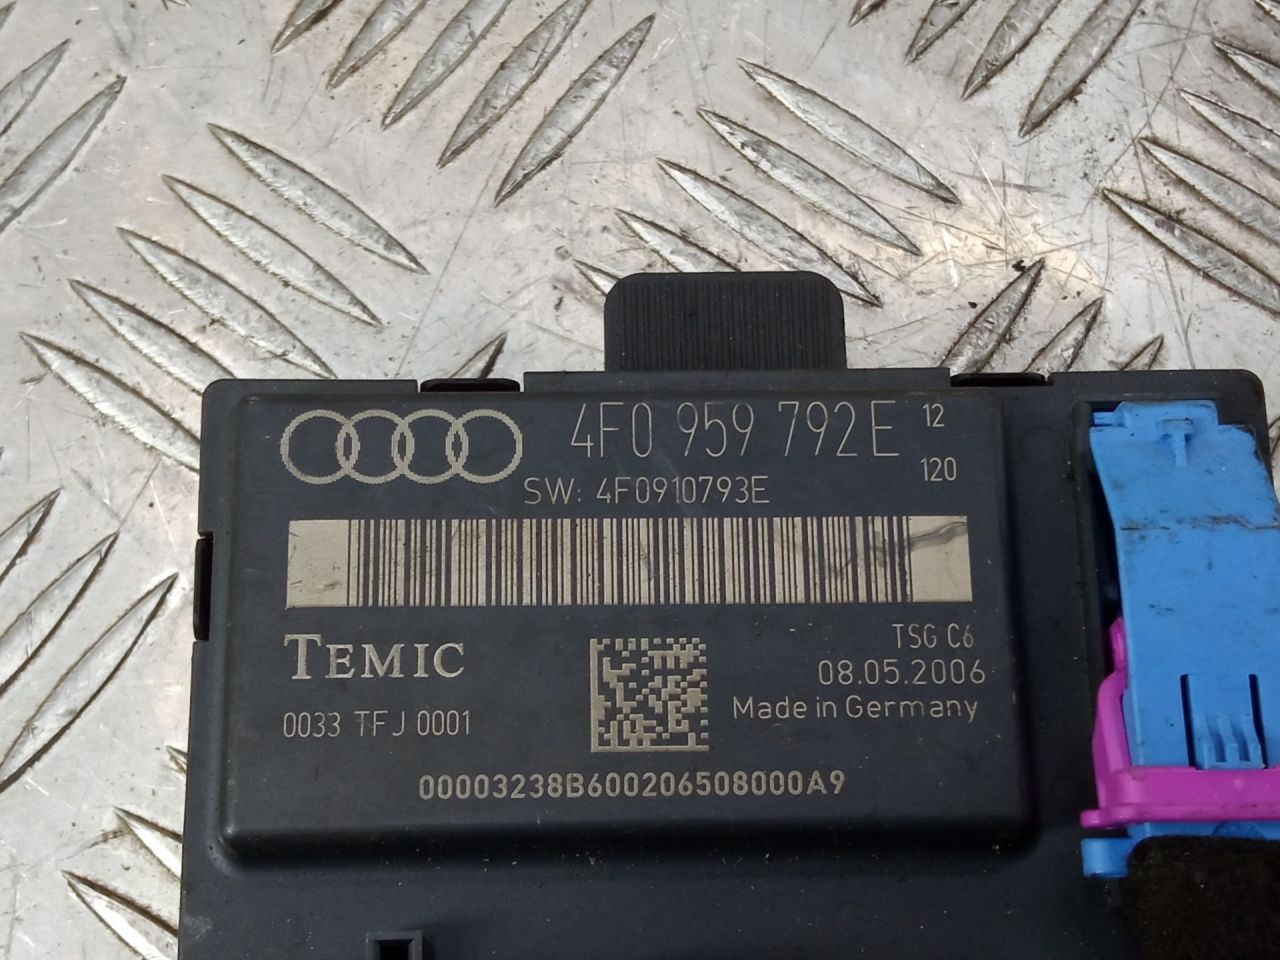 4F0 959 792E 12
120
SW: 4F0910793E
TEMIC
TSG C6
08.05.2006
0033 TFJ 0001
Made in Germany
00003238B600206508000A9